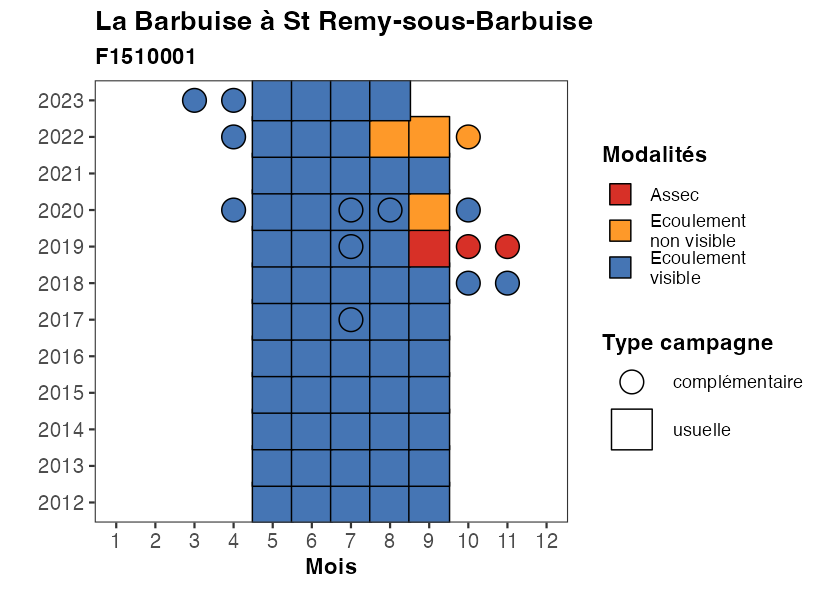 La Barbuise à St Remy-sous-Barbuise
F1510001
2023
2022
2021
2020
2019
2018
2017
2016
2015
2014
2013
2012
1 2 3 4 5 6 7 8 9 10 11 12
Mois
Modalités
Assec
Ecoulement
non visible
Ecoulement
visible
Type campagne
complémentaire
usuelle